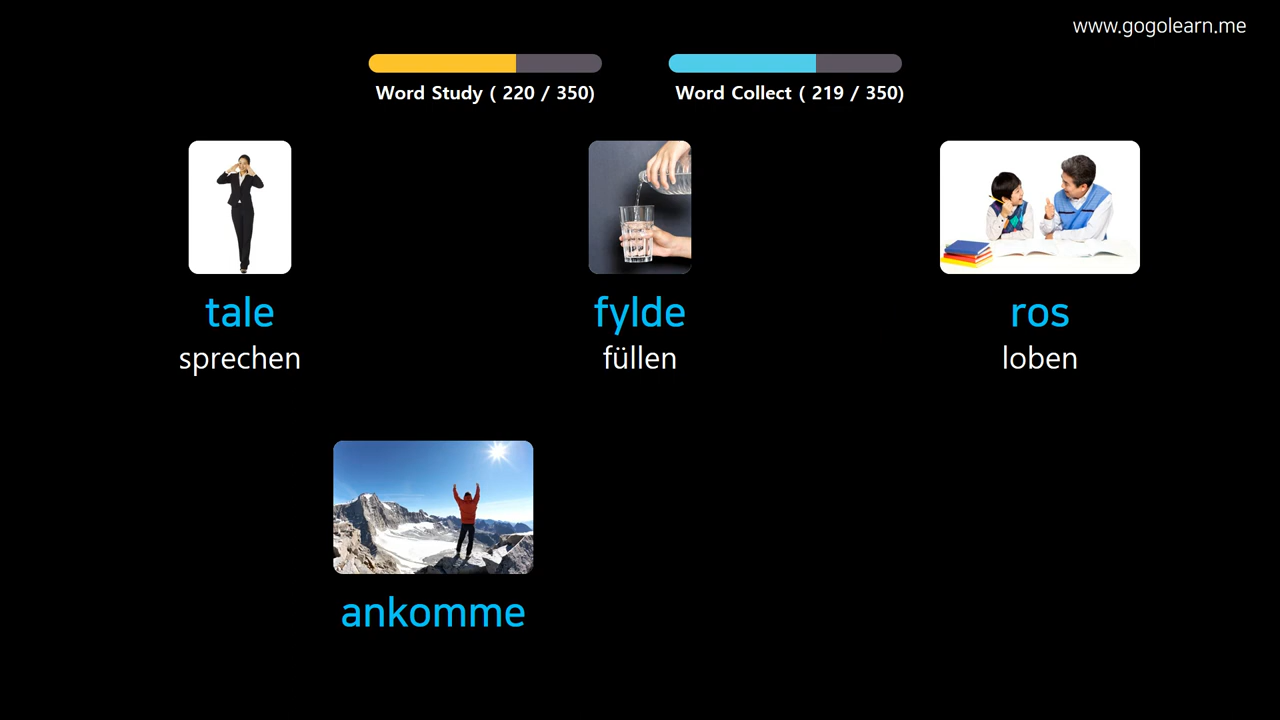 www.gogolearn.me
Word Study ( 220 / 350)
Word Collect ( 219 / 350)
tale
sprechen
fylde
füllen
ros
loben
ankomme